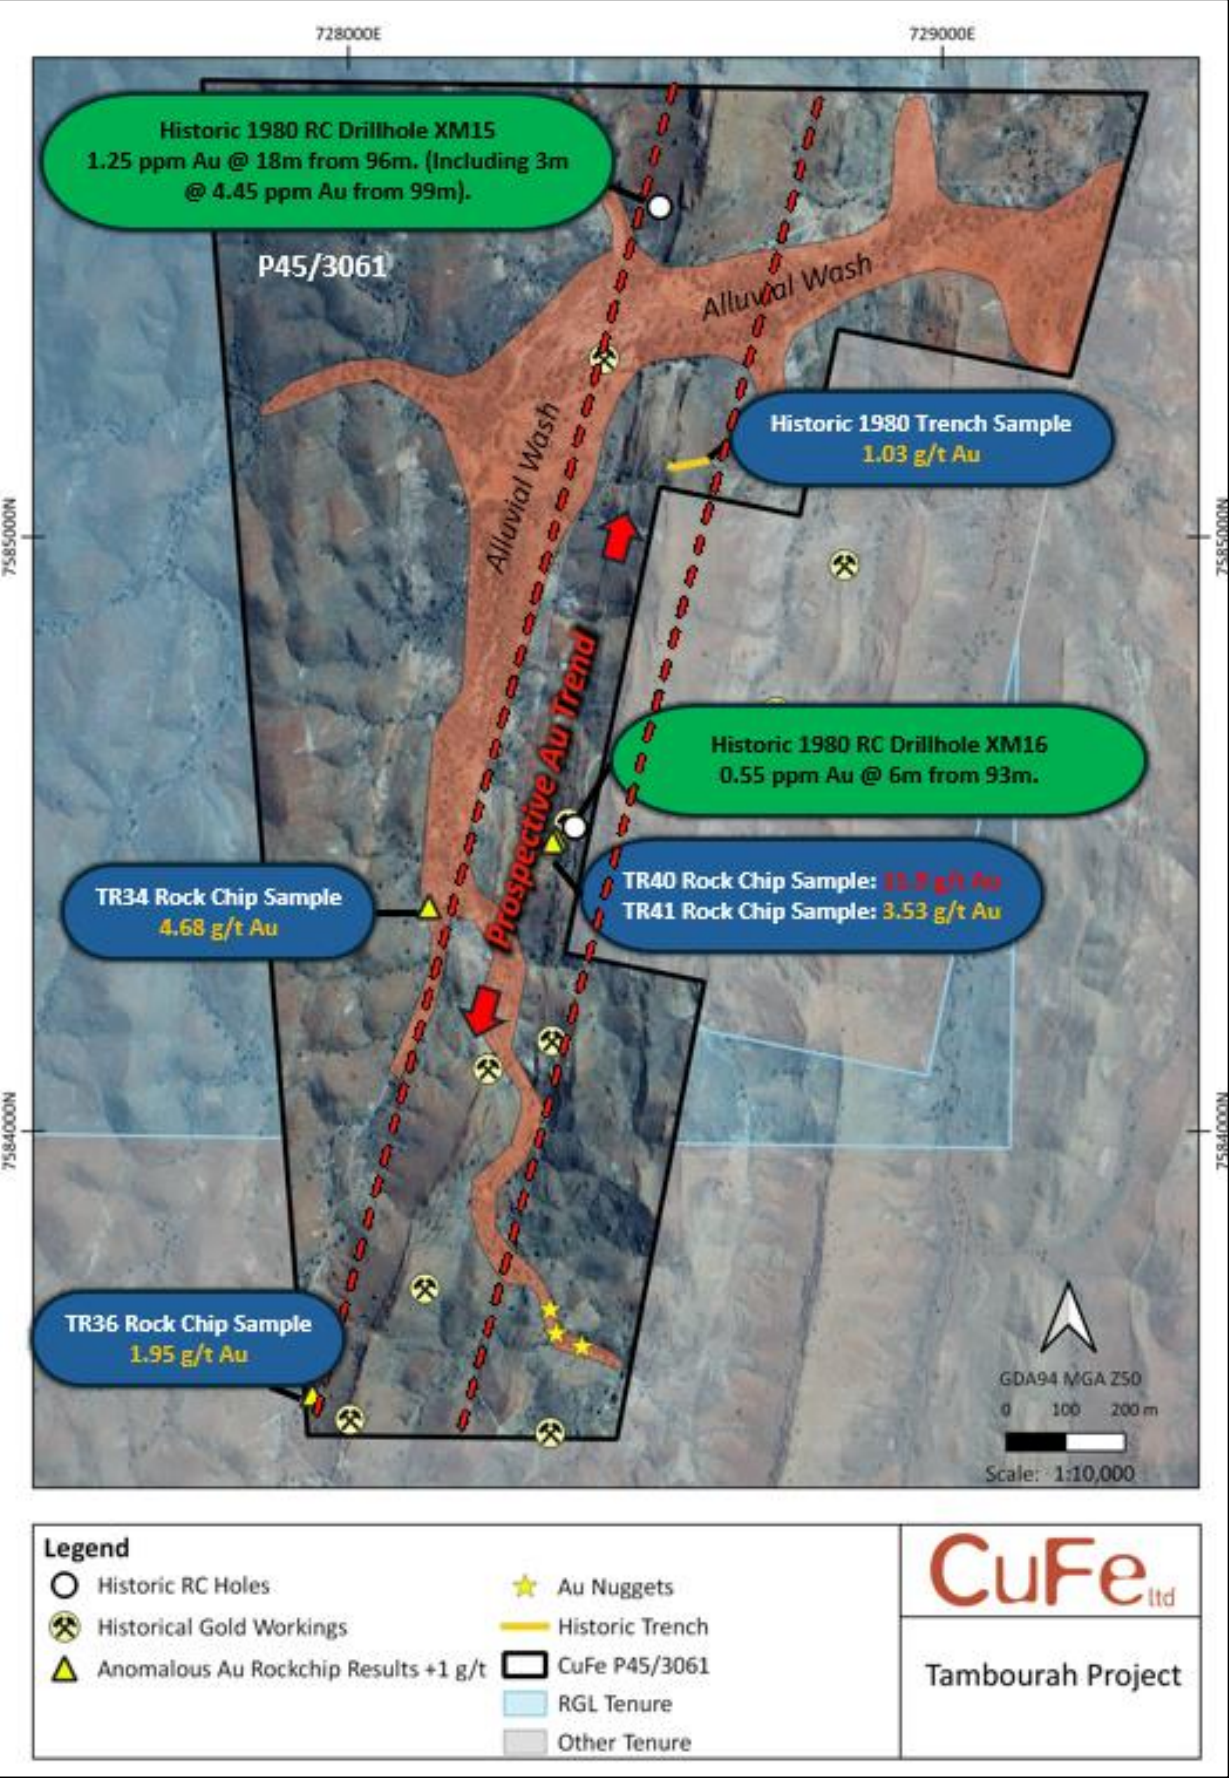 728000E
729000E
Historic 1980 RC Drillhole XM15
1.25 ppm Au @ 18m from 96m. (Including 3m
@ 4.45 ppm Au from 99m).
P45/3061
Alluvial Wash
Alluvial Wash
Historic 1980 Trench Sample
1.03 g/t Au
7585000N
7585000N
Prospective Au Trend
Historic 1980 RC Drillhole XM16
0.55 ppm Au @ 6m from 93m.
TR40 Rock Chip Sample: g/t Au
TR41 Rock Chip Sample: 3.53 g/t Au
TR34 Rock Chip Sample
4.68 g/t Au
7584000N
7584000N
TR36 Rock Chip Sample
1.95 g/t Au
GDA94 MGA Z50
0 100 200 m
Scale: 1:10,000
Legend
Historic RC Holes
Historical Gold Workings
Anomalous Au Rockchip Results +1 g/t
Au Nuggets
Historic Trench
CuFe P45/3061
RGL Tenure
Other Tenure
CuFe ltd
Tambourah Project